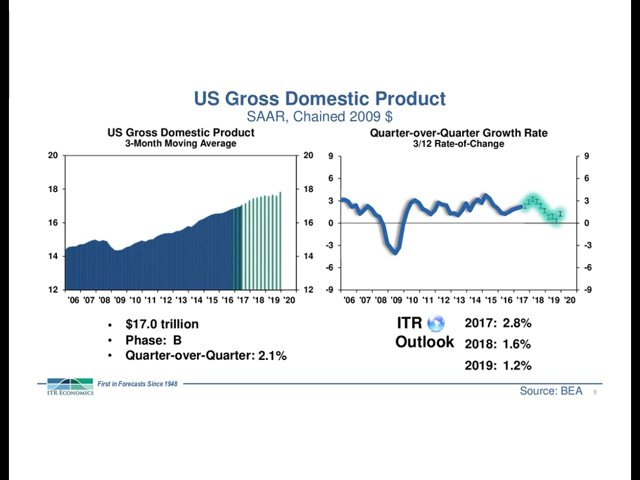 US Gross Domestic Product
SAAR, Chained 2009 $
US Gross Domestic Product
3-Month Moving Average
20 20
18 18
16 16
14 14
12 12
'06 '07 '08 '09 '10 '11 '12 '13 '14 '15 '16 '17 '18 '19 '20
• $17.0 trillion
• Phase: B
• Quarter-over-Quarter: 2.1%
Quarter-over-Quarter Growth Rate
3/12 Rate-of-Change
9 9
6 6
3 3
0 0
-3 -3
-6 -6
-9 -9
'06 '07 '08 '09 '10 '11 '12 '13 '14 '15 '16 '17 '18 '19 '20
ITR
Outlook
2017: 2.8%
2018: 1.6%
2019: 1.2%
ITR ECONOMICS
First in Forecasts Since 1948
Source: BEA